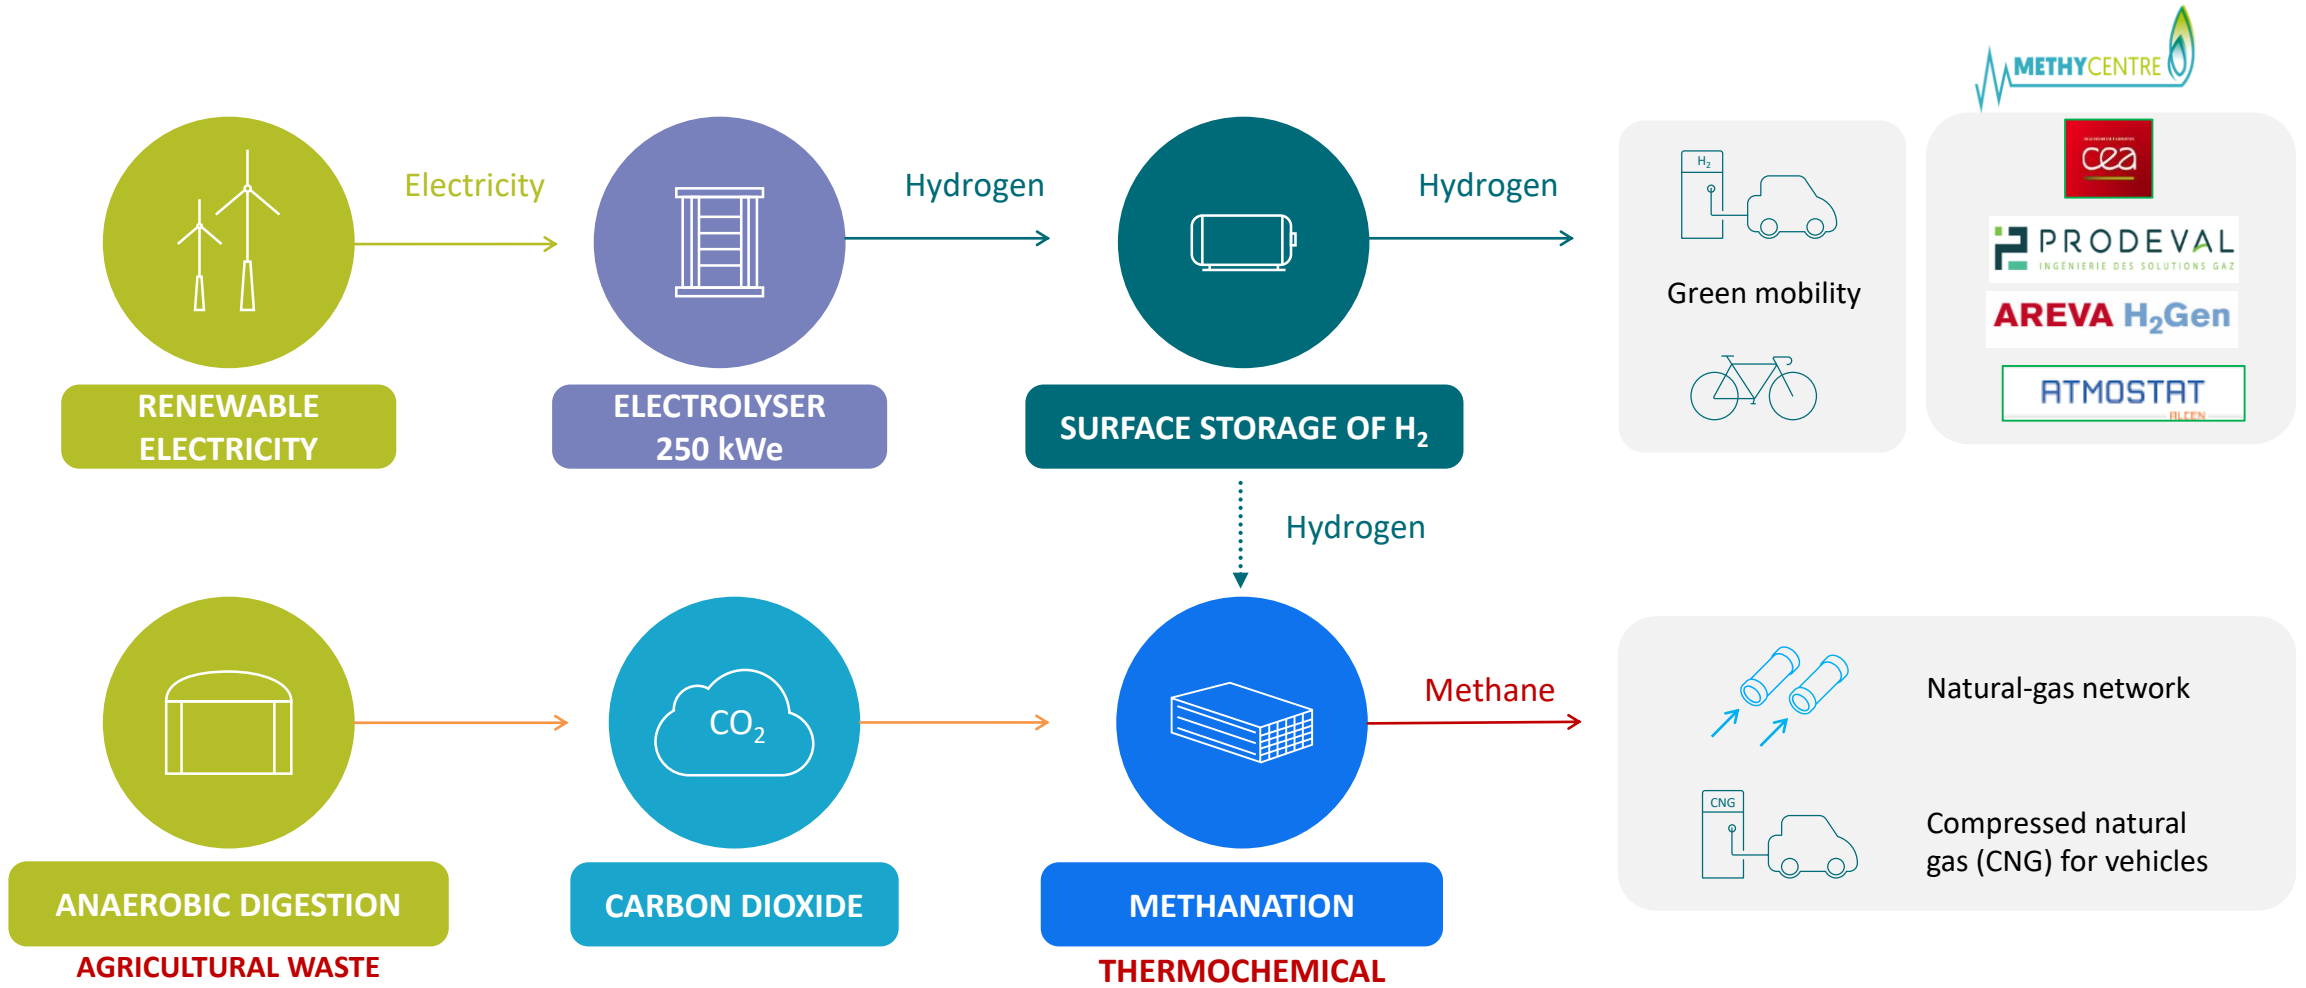 METHYCENTRE
cea
PRODEVAL
INGÉNIERIE DES SOLUTIONS GAZ
AREVA H₂Gen
ATMOSTAT
ALCEN
Electricity
Hydrogen
Hydrogen
H₂
Green mobility
RENEWABLE
ELECTRICITY
ELECTROLYSER
250 kWe
SURFACE STORAGE OF H₂
Hydrogen
CO₂
Methane
Natural-gas network
CNG
Compressed natural
gas (CNG) for vehicles
ANAEROBIC DIGESTION
AGRICULTURAL WASTE
CARBON DIOXIDE
METHANATION
THERMOCHEMICAL